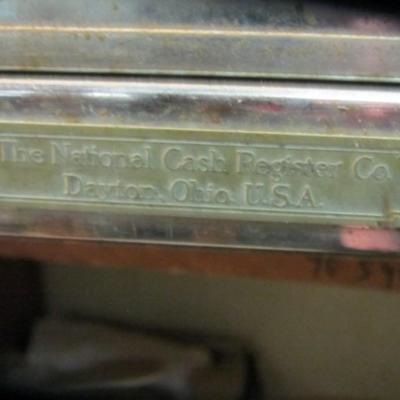 The National Cash Register Co.
Dayton, Ohio, U.S.A.